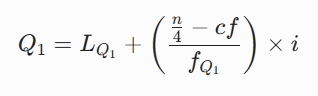 $Q_1 = L_{Q_1} + \left( \frac{\frac{n}{4} - cf}{f_{Q_1}} \right) \times i$